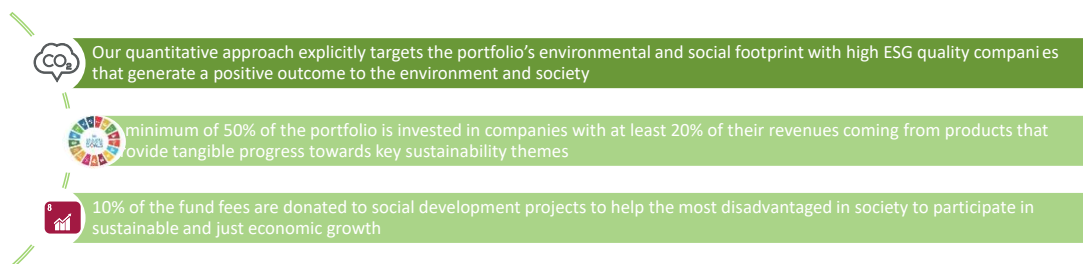 CO2
Our quantitative approach explicitly targets the portfolio's environmental and social footprint with high ESG quality companies
that generate a positive outcome to the environment and society
minimum of 50% of the portfolio is invested in companies with at least 20% of their revenues coming from products that
ovide tangible progress towards key sustainability themes
8
10% of the fund fees are donated to social development projects to help the most disadvantaged in society to participate in
sustainable and just economic growth